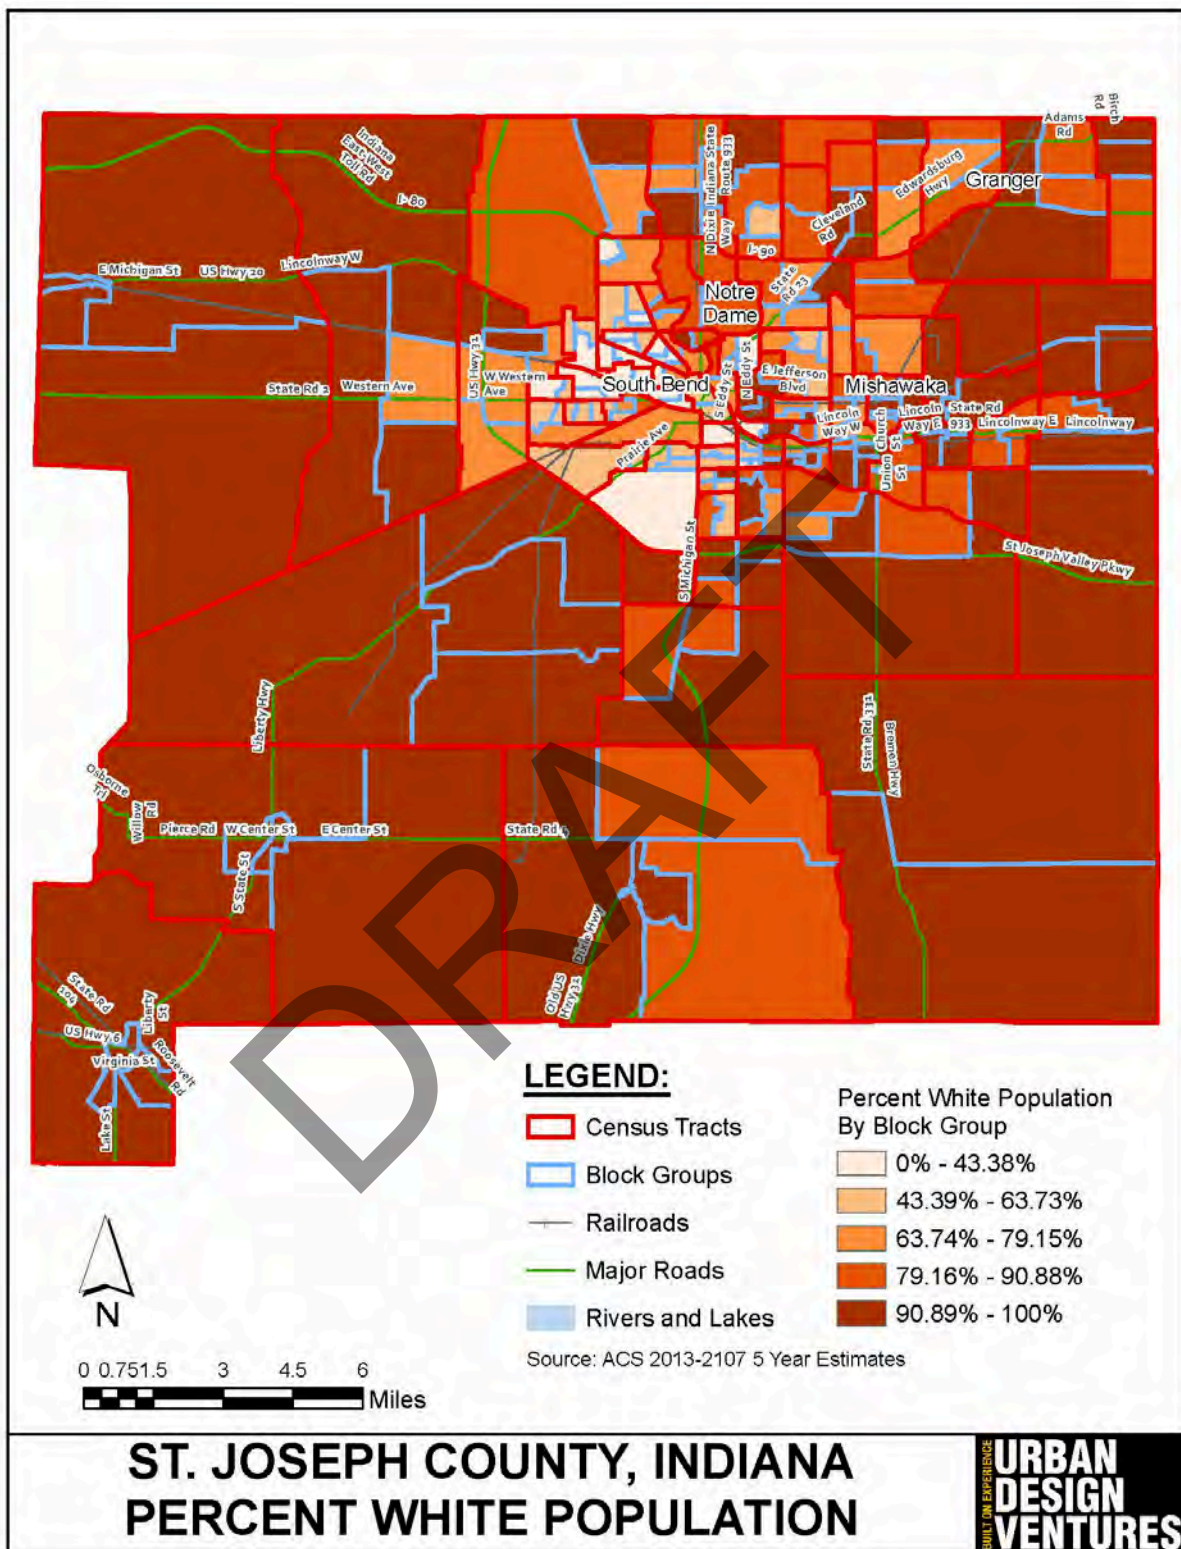 Birch
Rd
Adams
Rd
Indiana
East-West
Toll Rd
I-80
N Dixie
Way
Indiana State
Route 933
Edwardsburg
Hwy
Granger
Cleveland
Rd
I-90
E Michigan St
US Hwy 20
Lincolnway W
State
Rd 23
Notre
Dame
US Hwy 31
State Rd 2
Western Ave
W Western
Ave
South Bend
S Eddy St
N Eddy St
E Jefferson
Blvd
Mishawaka
Lincoln
Way W
Church
St
Lincoln
Way E
State Rd
933
Lincolnway E
Lincolnway
Union
St
Prairie Ave
S Michigan St
St Joseph Valley Pkwy
Liberty Hwy
State Rd 331
Bremen Hwy
Osborne
Trl
Willow
Rd
Pierce Rd
W Center St
E Center St
State Rd 4
S State St
Dixie Hwy
Old US
Hwy 31
State Rd
104
Liberty
St
US Hwy 6
Virginia St
Roosevelt
Rd
Lake St
DRAFT
LEGEND:
Census Tracts
Block Groups
Railroads
Major Roads
Rivers and Lakes
Percent White Population
By Block Group
0% - 43.38%
43.39% - 63.73%
63.74% - 79.15%
79.16% - 90.88%
90.89% - 100%
Source: ACS 2013-2107 5 Year Estimates
N
0 0.75 1.5 3 4.5 6
Miles
ST. JOSEPH COUNTY, INDIANA
PERCENT WHITE POPULATION
BUILT ON EXPERIENCE
URBAN
DESIGN
VENTURES